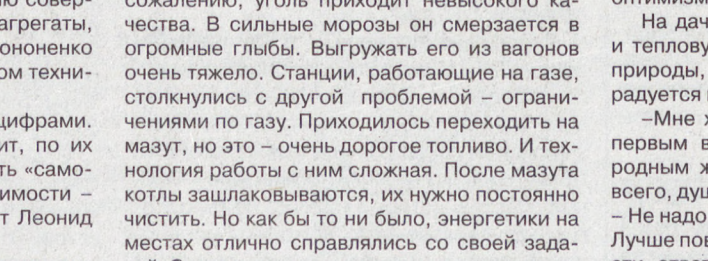 агрегаты,
ом техни-
цифрами.
ит, по их
ть «само-
имости –
т Леонид
сожалению, уголь приходит невысокого ка-
чества. В сильные морозы он смерзается в
огромные глыбы. Выгружать его из вагонов
очень тяжело. Станции, работающие на газе,
столкнулись с другой проблемой – ограни-
чениями по газу. Приходилось переходить на
мазут, но это – очень дорогое топливо. И тех-
нология работы с ним сложная. После мазута
котлы зашлаковываются, их нужно постоянно
чистить. Но как бы то ни было, энергетики на
местах отлично справлялись со своей зада-
На дач
и теплову
природы,
радуется
–Мне
первым в
родным ж
всего, душ
– Не надо
Лучше пов